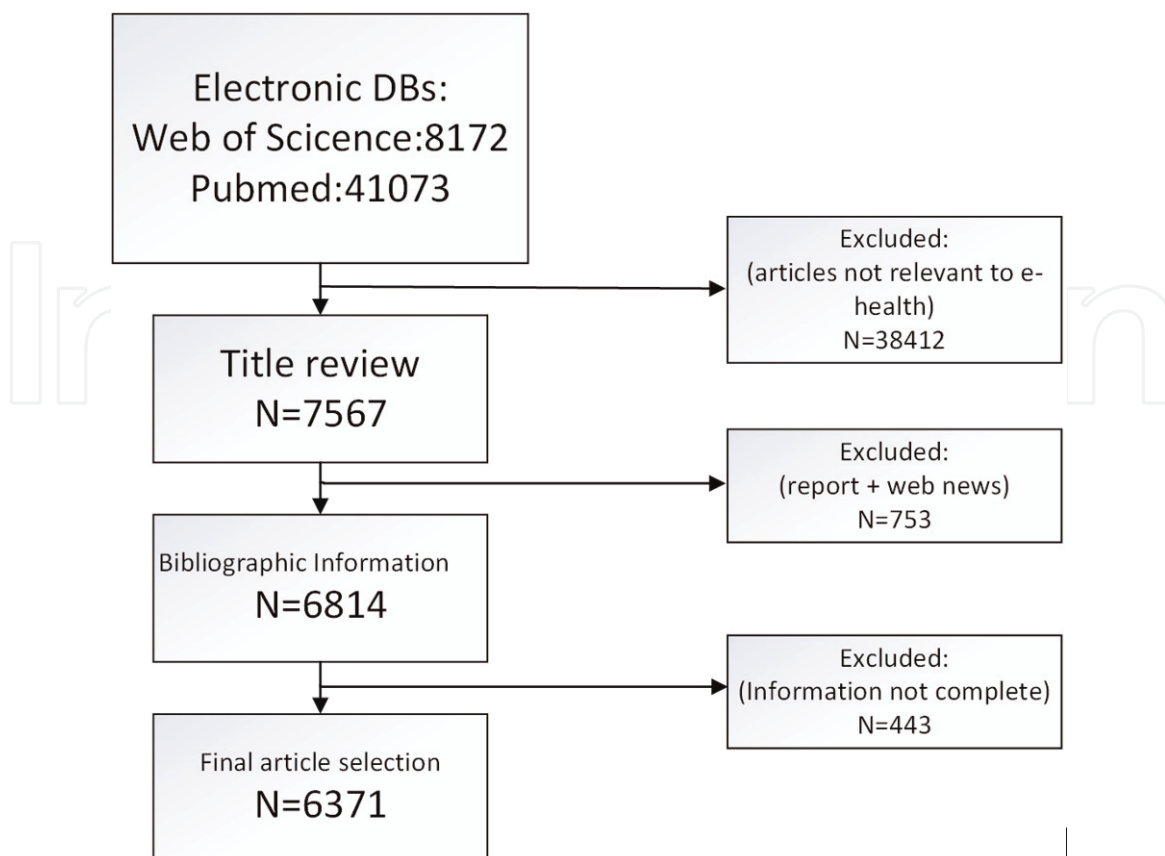 Electronic DBs:
Web of Scicence:8172
Pubmed:41073
Excluded:
(articles not relevant to e-
health)
N=38412
Title review
N=7567
Excluded:
(report + web news)
N=753
Bibliographic Information
N=6814
Excluded:
(Information not complete)
N=443
Final article selection
N=6371